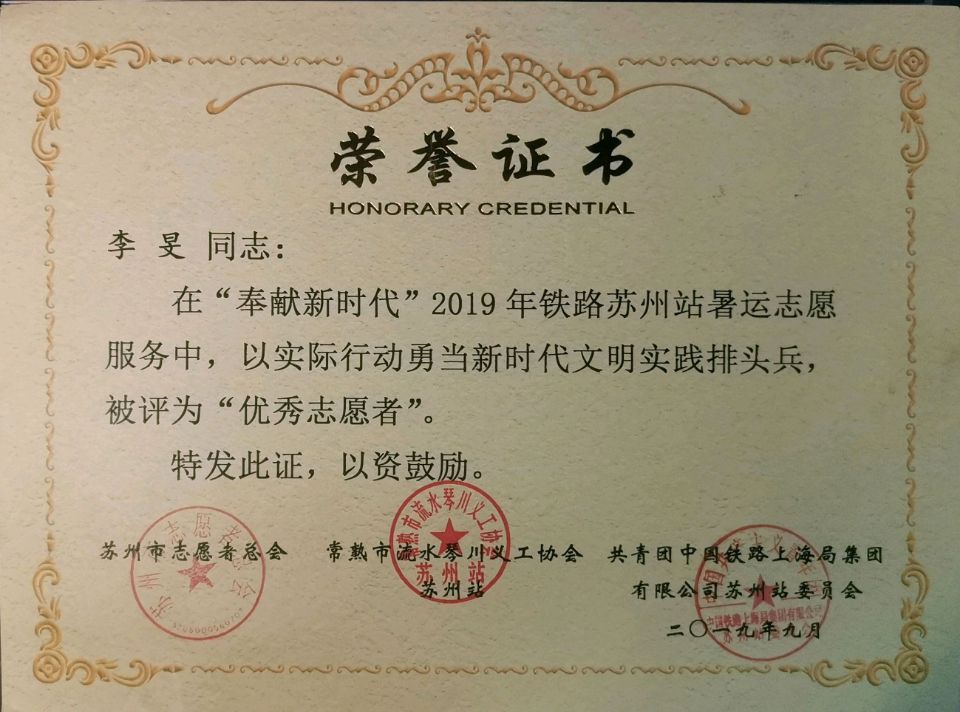 荣誉证书
HONORARY CREDENTIAL
李 旻 同志：
在“奉献新时代”2019年铁路苏州站暑运志愿
服务中，以实际行动勇当新时代文明实践排头兵，
被评为“优秀志愿者”。
特发此证，以资鼓励。
苏州市志愿者总会
常熟市流水琴川义工协会
苏州站
共青团中国铁路上海局集团
有限公司苏州站委员会
二〇一九年九月
苏州市志愿者总会
常熟市流水琴川义工协会
苏州站